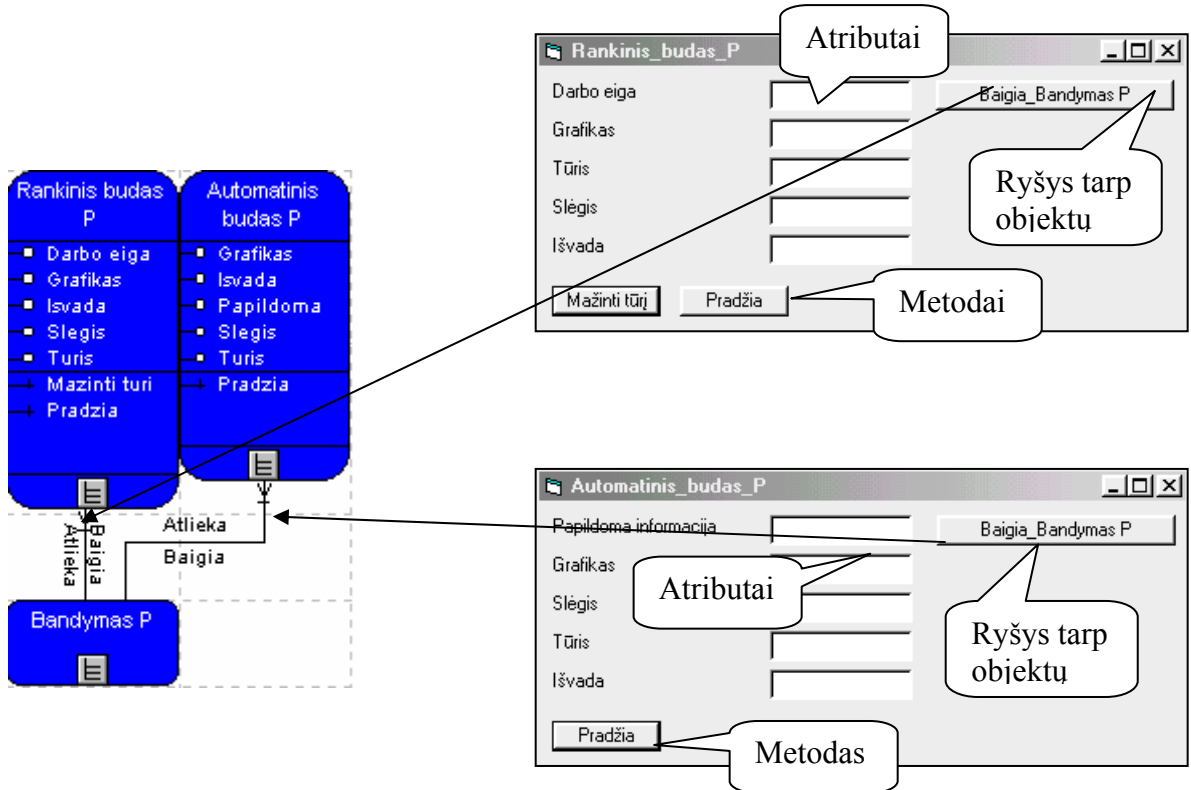 Rankinis budas
P
Darbo eiga
Grafikas
Isvada
Slegis
Turis
Mazinti turi
Pradzia
Automatinis
budas P
Grafikas
Isvada
Papildoma
Slegis
Turis
Pradzia
Atlieka
Baigia
Atlieka
Baigia
Bandymas P
Rankinis_budas_P
Atributai
Darbo eiga
Baigia_Bandymas P
Grafikas
Tūris
Slėgis
Išvada
Ryšys tarp
objektų
Mažinti tūrį
Pradžia
Metodai
Automatinis_budas_P
Papildoma informacija
Baigia_Bandymas P
Grafikas
Atributai
Slėgis
Tūris
Išvada
Ryšys tarp
objektų
Pradžia
Metodas